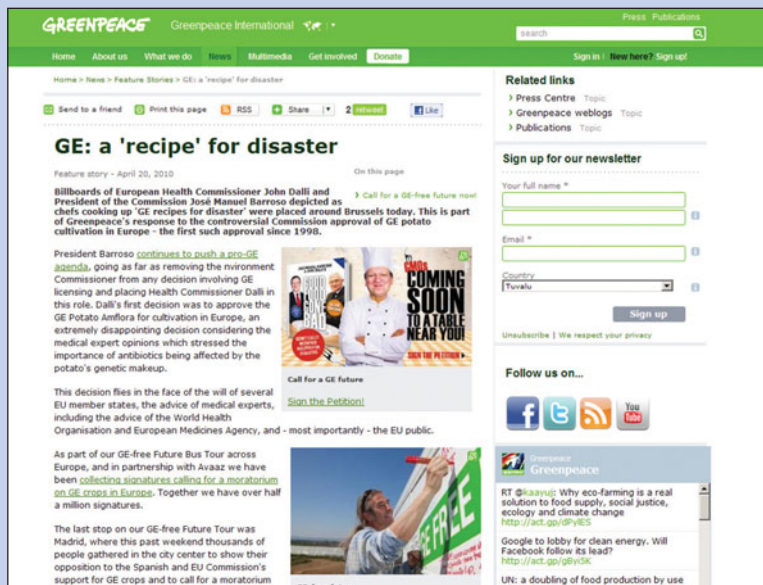 GREENPEACE
Greenpeace International
Press Publications
search
Home About us What we do News Multimedia Get involved Donate
Sign in New here? Sign up!
Home > News > Feature Stories > GE: a 'recipe' for disaster
Send to a friend Print this page RSS Share 2 retweet Like
GE: a 'recipe' for disaster
Feature story - April 20, 2010
On this page
Call for a GE-free future now!
Billboards of European Health Commissioner John Dalli and
President of the Commission José Manuel Barroso depicted as
chefs cooking up 'GE recipes for disaster' were placed around Brussels today. This is part
of Greenpeace's response to the controversial Commission approval of GE potato
cultivation in Europe - the first such approval since 1998.
President Barroso continues to push a pro-GE
agenda, going as far as removing the nvironment
Commissioner from any decision involving GE
licensing and placing Health Commissioner Dalli in
this role. Dalli's first decision was to approve the
GE Potato Amflora for cultivation in Europe, an
extremely disappointing decision considering the
medical expert opinions which stressed the
importance of antibiotics being affected by the
potato's genetic makeup.
GMOs
COMING
SOON
TO A TABLE
NEAR YOU!
SIGN THE PETITION
Call for a GE future
Sign the Petition!
This decision flies in the face of the will of several
EU member states, the advice of medical experts,
including the advice of the World Health
Organisation and European Medicines Agency, and - most importantly - the EU public.
As part of our GE-free Future Bus Tour across
Europe, and in partnership with Avaaz we have
been collecting signatures calling for a moratorium
on GE crops in Europe. Together we have over half
a million signatures.
The last stop on our GE-free Future Tour was
Madrid, where this past weekend thousands of
people gathered in the city center to show their
opposition to the Spanish and EU Commission's
support for GE crops and to call for a moratorium
GE FREE
Related links
Press Centre Topic
Greenpeace weblogs Topic
Publications Topic
Sign up for our newsletter
Your full name *
Email *
Country
Tuvalu
Sign up
Unsubscribe | We respect your privacy
Follow us on...
You Tube
Greenpeace
Greenpeace
RT @kaayuj: Why eco-farming is a real
solution to food supply, social justice,
ecology and climate change
http://act.gp/dPylES
Google to lobby for clean energy. Will
Facebook follow its lead?
http://act.gp/gByi5K
UN: a doubling of food production by use